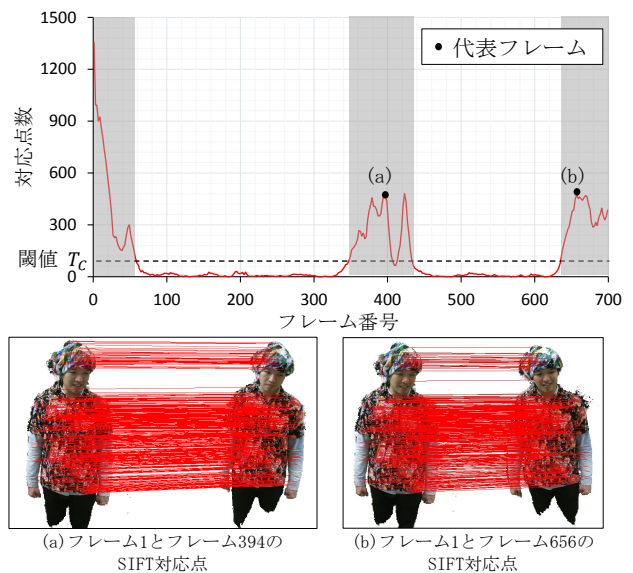 1500
1200
900
600
300
0
対応点数
閾値 T_C
• 代表フレーム
(a)
(b)
0 100 200 300 400 500 600 700
フレーム番号
(a)フレーム1とフレーム394の
SIFT対応点
(b)フレーム1とフレーム656の
SIFT対応点